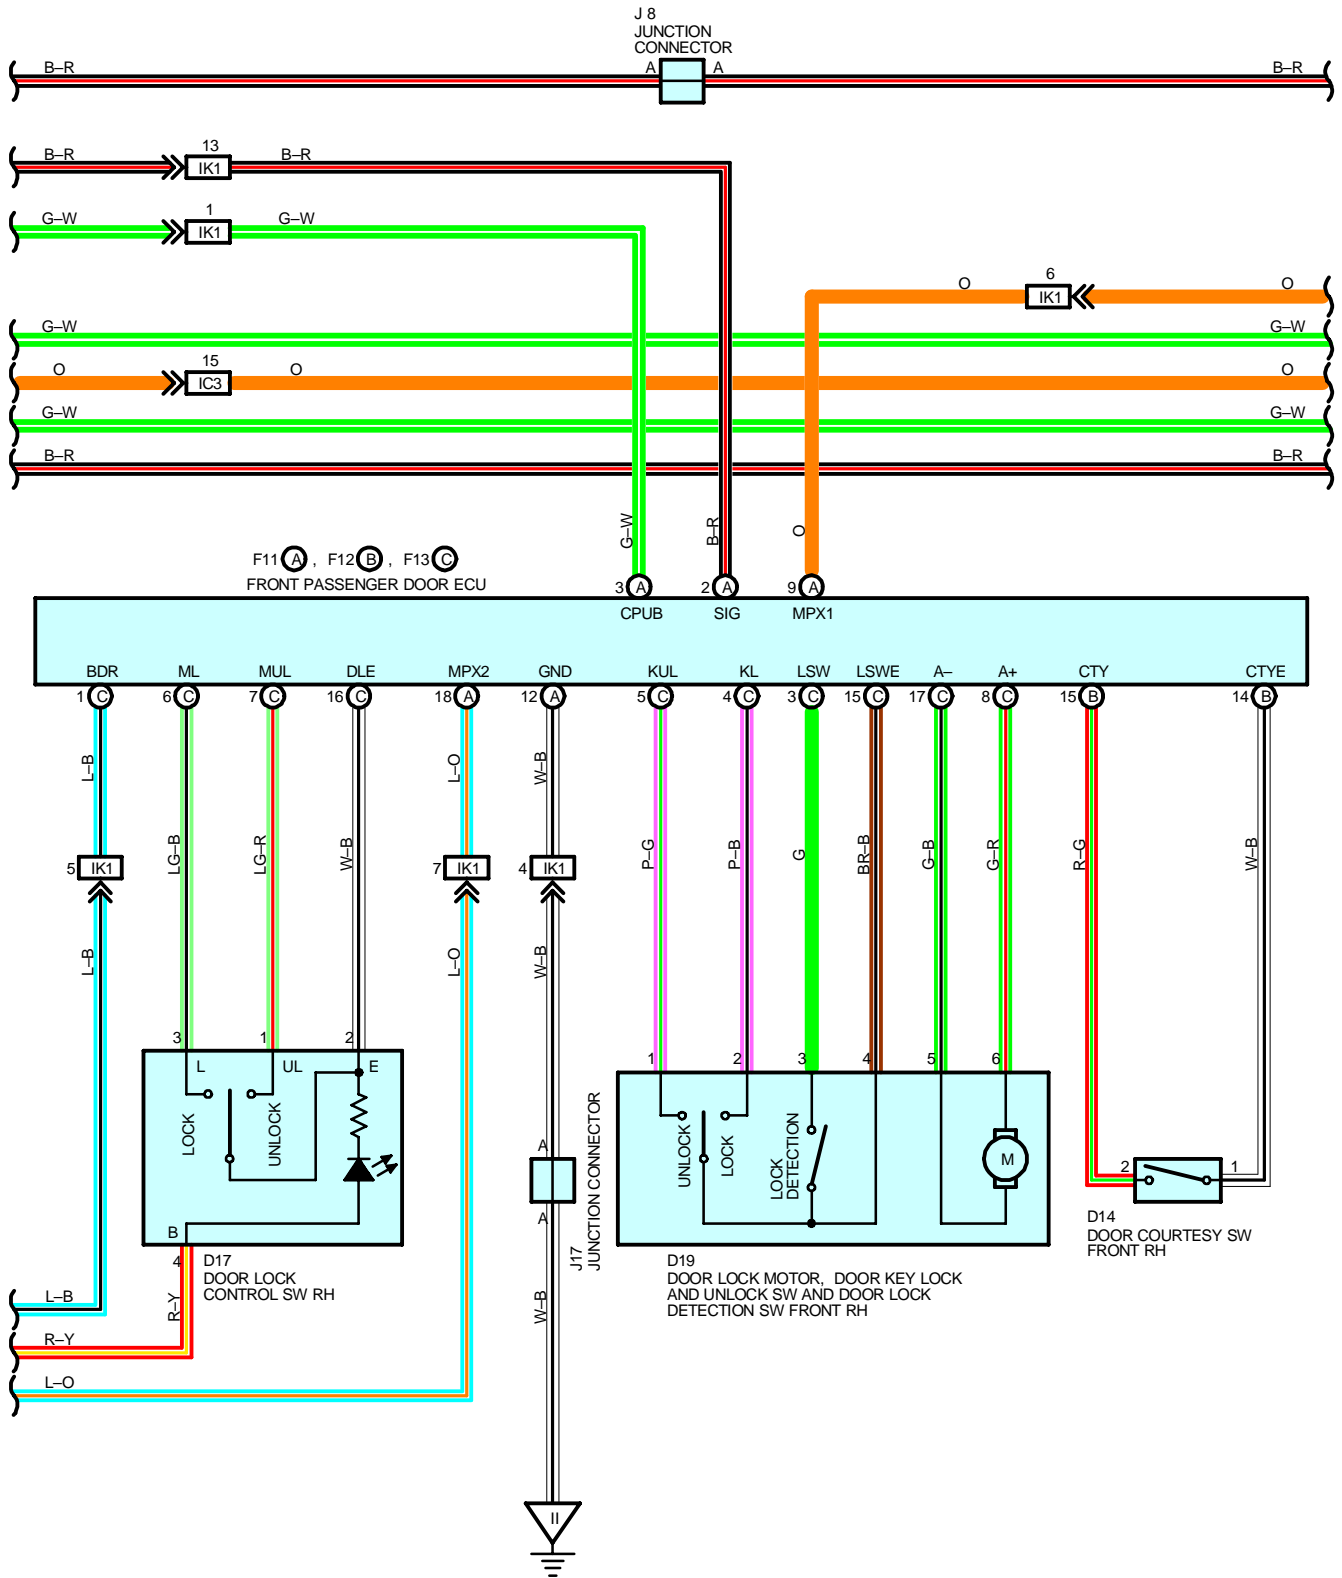 J 8
JUNCTION
CONNECTOR
B–R
A
A
B–R
B–R
13
IK1
B–R
G–W
1
IK1
G–W
O
6
IK1
O
G–W
G–W
O
15
IC3
O
O
G–W
G–W
B–R
B–R
G–W
B–R
O
F11 A , F12 B , F13 C
FRONT PASSENGER DOOR ECU
3 A
2 A
9 A
CPUB
SIG
MPX1
BDR
ML
MUL
DLE
MPX2
GND
KUL
KL
LSW
LSWE
A–
A+
CTY
CTYE
1 C
6 C
7 C
16 C
18 A
12 A
5 C
4 C
3 C
15 C
17 C
8 C
15 B
14 B
L–B
LG–B
LG–R
W–B
L–O
W–B
P–G
P–B
G
BR–B
G–B
G–R
R–G
W–B
5 IK1
7 IK1
4 IK1
L–B
L–O
W–B
3
1
2
L
UL
E
LOCK
UNLOCK
B
4
D17
DOOR LOCK
CONTROL SW RH
R–Y
A
A
J17
JUNCTION CONNECTOR
W–B
1
2
3
4
5
6
UNLOCK
LOCK
LOCK
DETECTION
M
D19
DOOR LOCK MOTOR, DOOR KEY LOCK
AND UNLOCK SW AND DOOR LOCK
DETECTION SW FRONT RH
2
1
D14
DOOR COURTESY SW
FRONT RH
L–B
R–Y
L–O
II